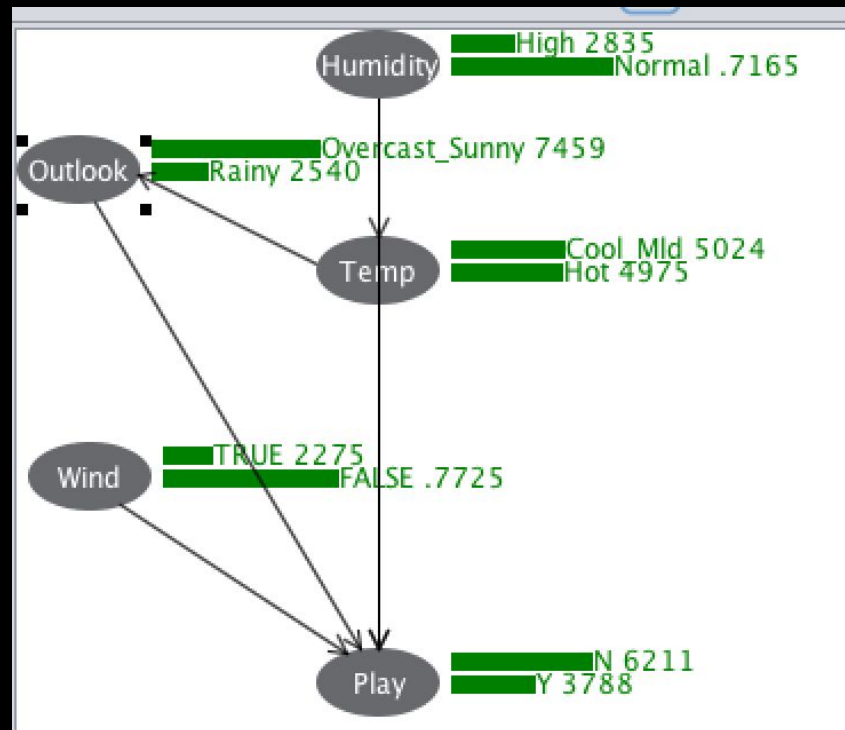 Humidity
High 2835
Normal .7165
Outlook
Overcast_Sunny 7459
Rainy 2540
Temp
Cool_Mld 5024
Hot 4975
Wind
TRUE 2275
FALSE .7725
Play
N 6211
Y 3788